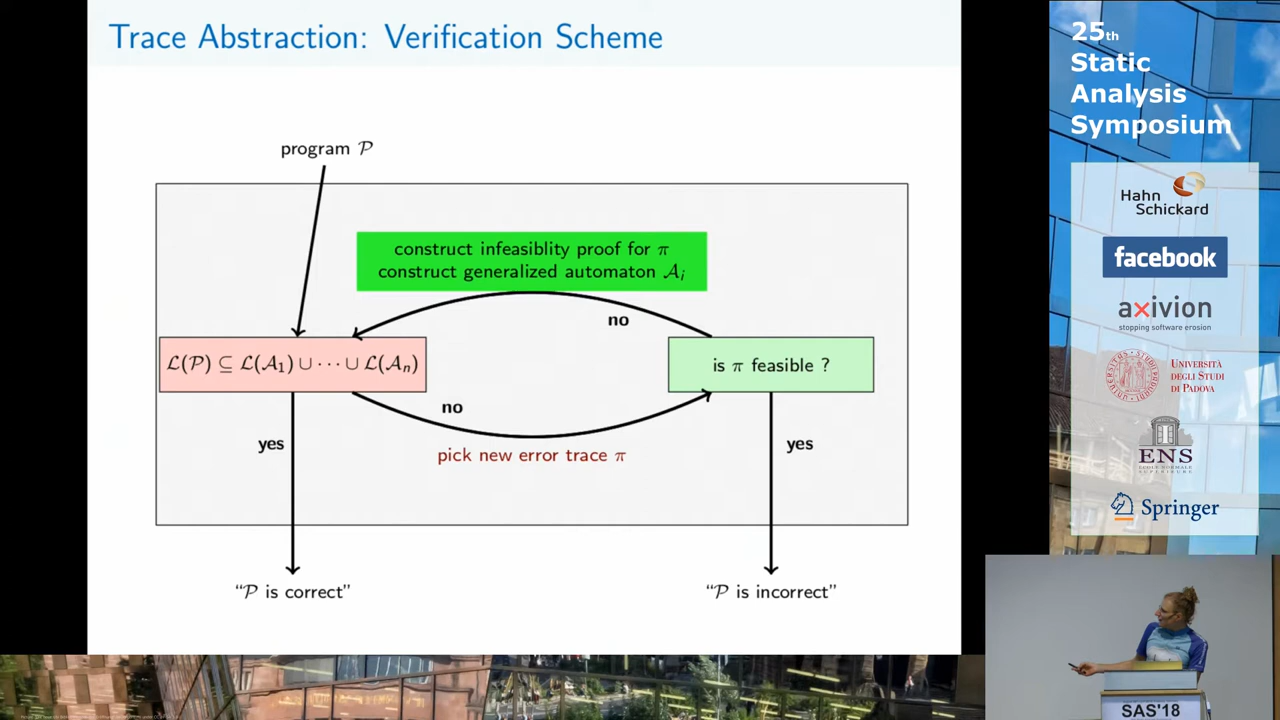 Trace Abstraction: Verification Scheme
program 𝒫
construct infeasiblity proof for π
construct generalized automaton 𝒜ᵢ
no
ℒ(𝒫) ⊆ ℒ(𝒜₁) ∪ ··· ∪ ℒ(𝒜ₙ)
is π feasible ?
no
yes
pick new error trace π
yes
“𝒫 is correct”
“𝒫 is incorrect”
25th
Static
Analysis
Symposium
Hahn
Schickard
facebook
axivion
stopping software erosion
UNIVERSITÀ
DEGLI STUDI
DI PADOVA
ENS
Springer
SAS'18